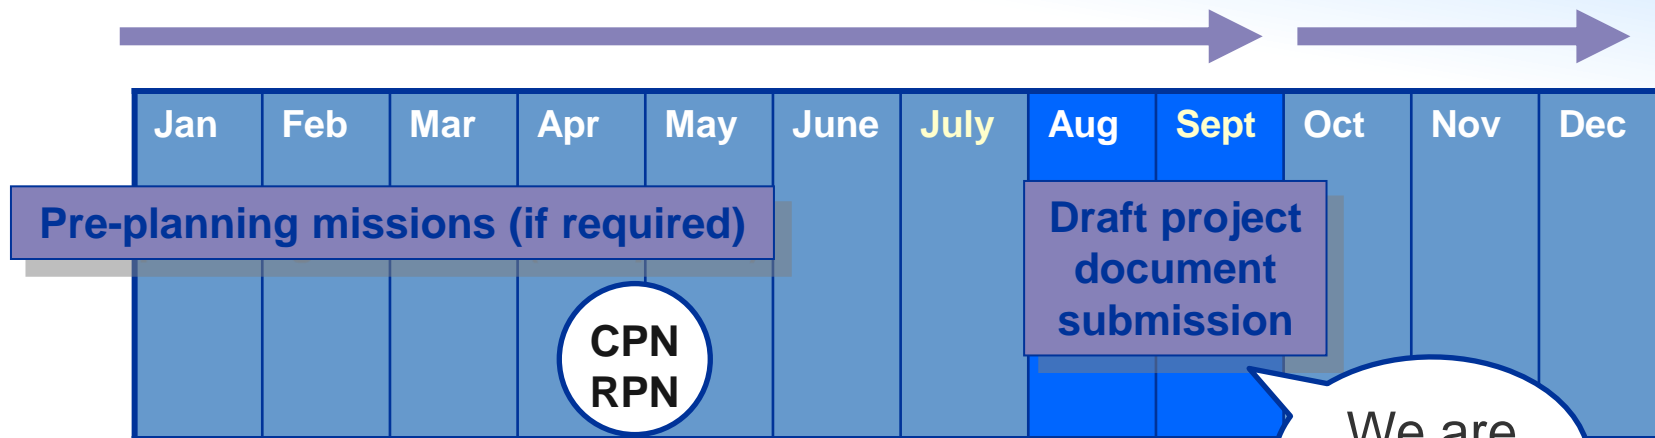 Jan Feb Mar Apr May June July Aug Sept Oct Nov Dec
Pre-planning missions (if required)
Draft project
document
submission
CPN
RPN
We are